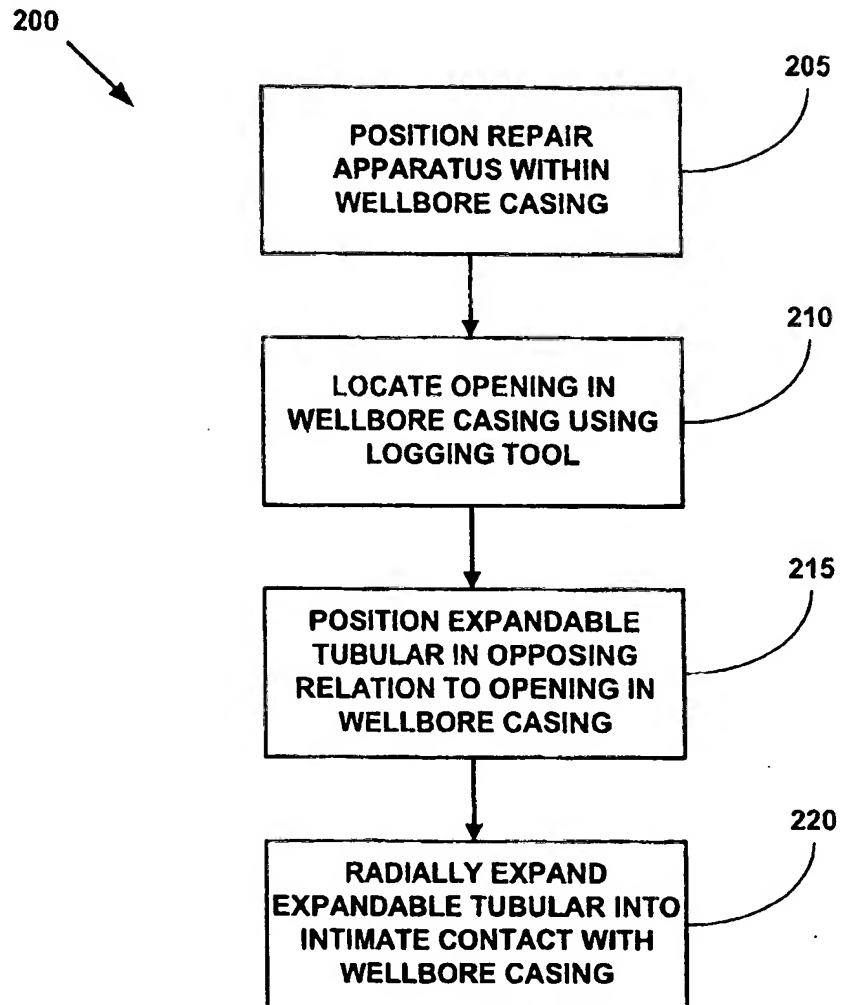 200
205
POSITION REPAIR
APPARATUS WITHIN
WELLBORE CASING
210
LOCATE OPENING IN
WELLBORE CASING USING
LOGGING TOOL
215
POSITION EXPANDABLE
TUBULAR IN OPPOSING
RELATION TO OPENING IN
WELLBORE CASING
220
RADIALLY EXPAND
EXPANDABLE TUBULAR INTO
INTIMATE CONTACT WITH
WELLBORE CASING